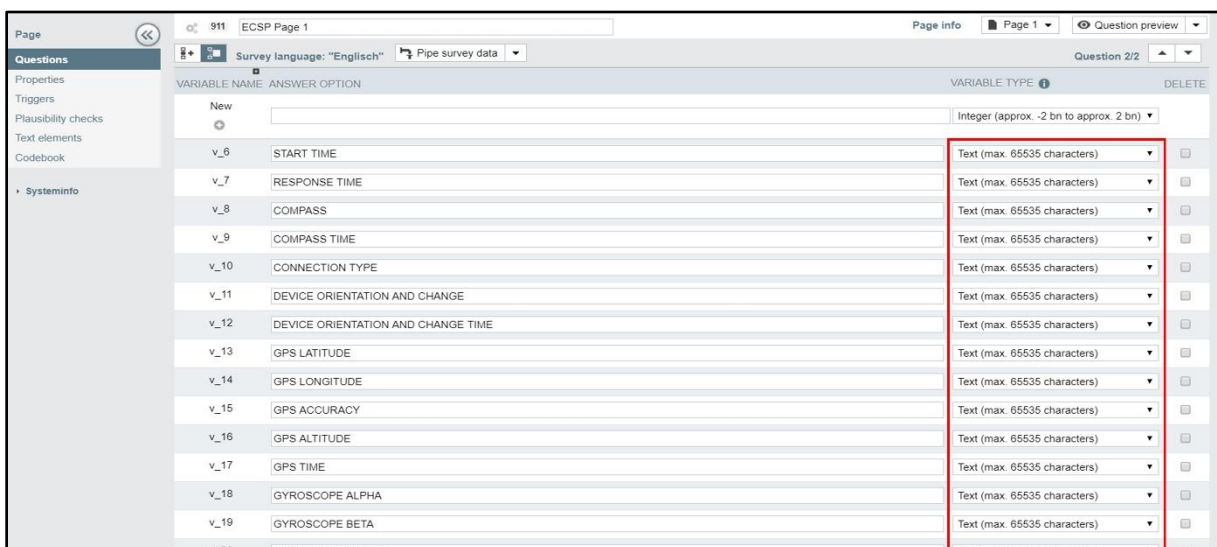 Page
Questions
Properties
Triggers
Plausibility checks
Text elements
Codebook
Systeminfo
911 ECSP Page 1 Page info Page 1 Question preview
Survey language: "Englisch" Pipe survey data Question 2/2
VARIABLE NAME ANSWER OPTION VARIABLE TYPE DELETE
New Integer (approx. -2 bn to approx. 2 bn)
v_6 START TIME Text (max. 65535 characters)
v_7 RESPONSE TIME Text (max. 65535 characters)
v_8 COMPASS Text (max. 65535 characters)
v_9 COMPASS TIME Text (max. 65535 characters)
v_10 CONNECTION TYPE Text (max. 65535 characters)
v_11 DEVICE ORIENTATION AND CHANGE Text (max. 65535 characters)
v_12 DEVICE ORIENTATION AND CHANGE TIME Text (max. 65535 characters)
v_13 GPS LATITUDE Text (max. 65535 characters)
v_14 GPS LONGITUDE Text (max. 65535 characters)
v_15 GPS ACCURACY Text (max. 65535 characters)
v_16 GPS ALTITUDE Text (max. 65535 characters)
v_17 GPS TIME Text (max. 65535 characters)
v_18 GYROSCOPE ALPHA Text (max. 65535 characters)
v_19 GYROSCOPE BETA Text (max. 65535 characters)